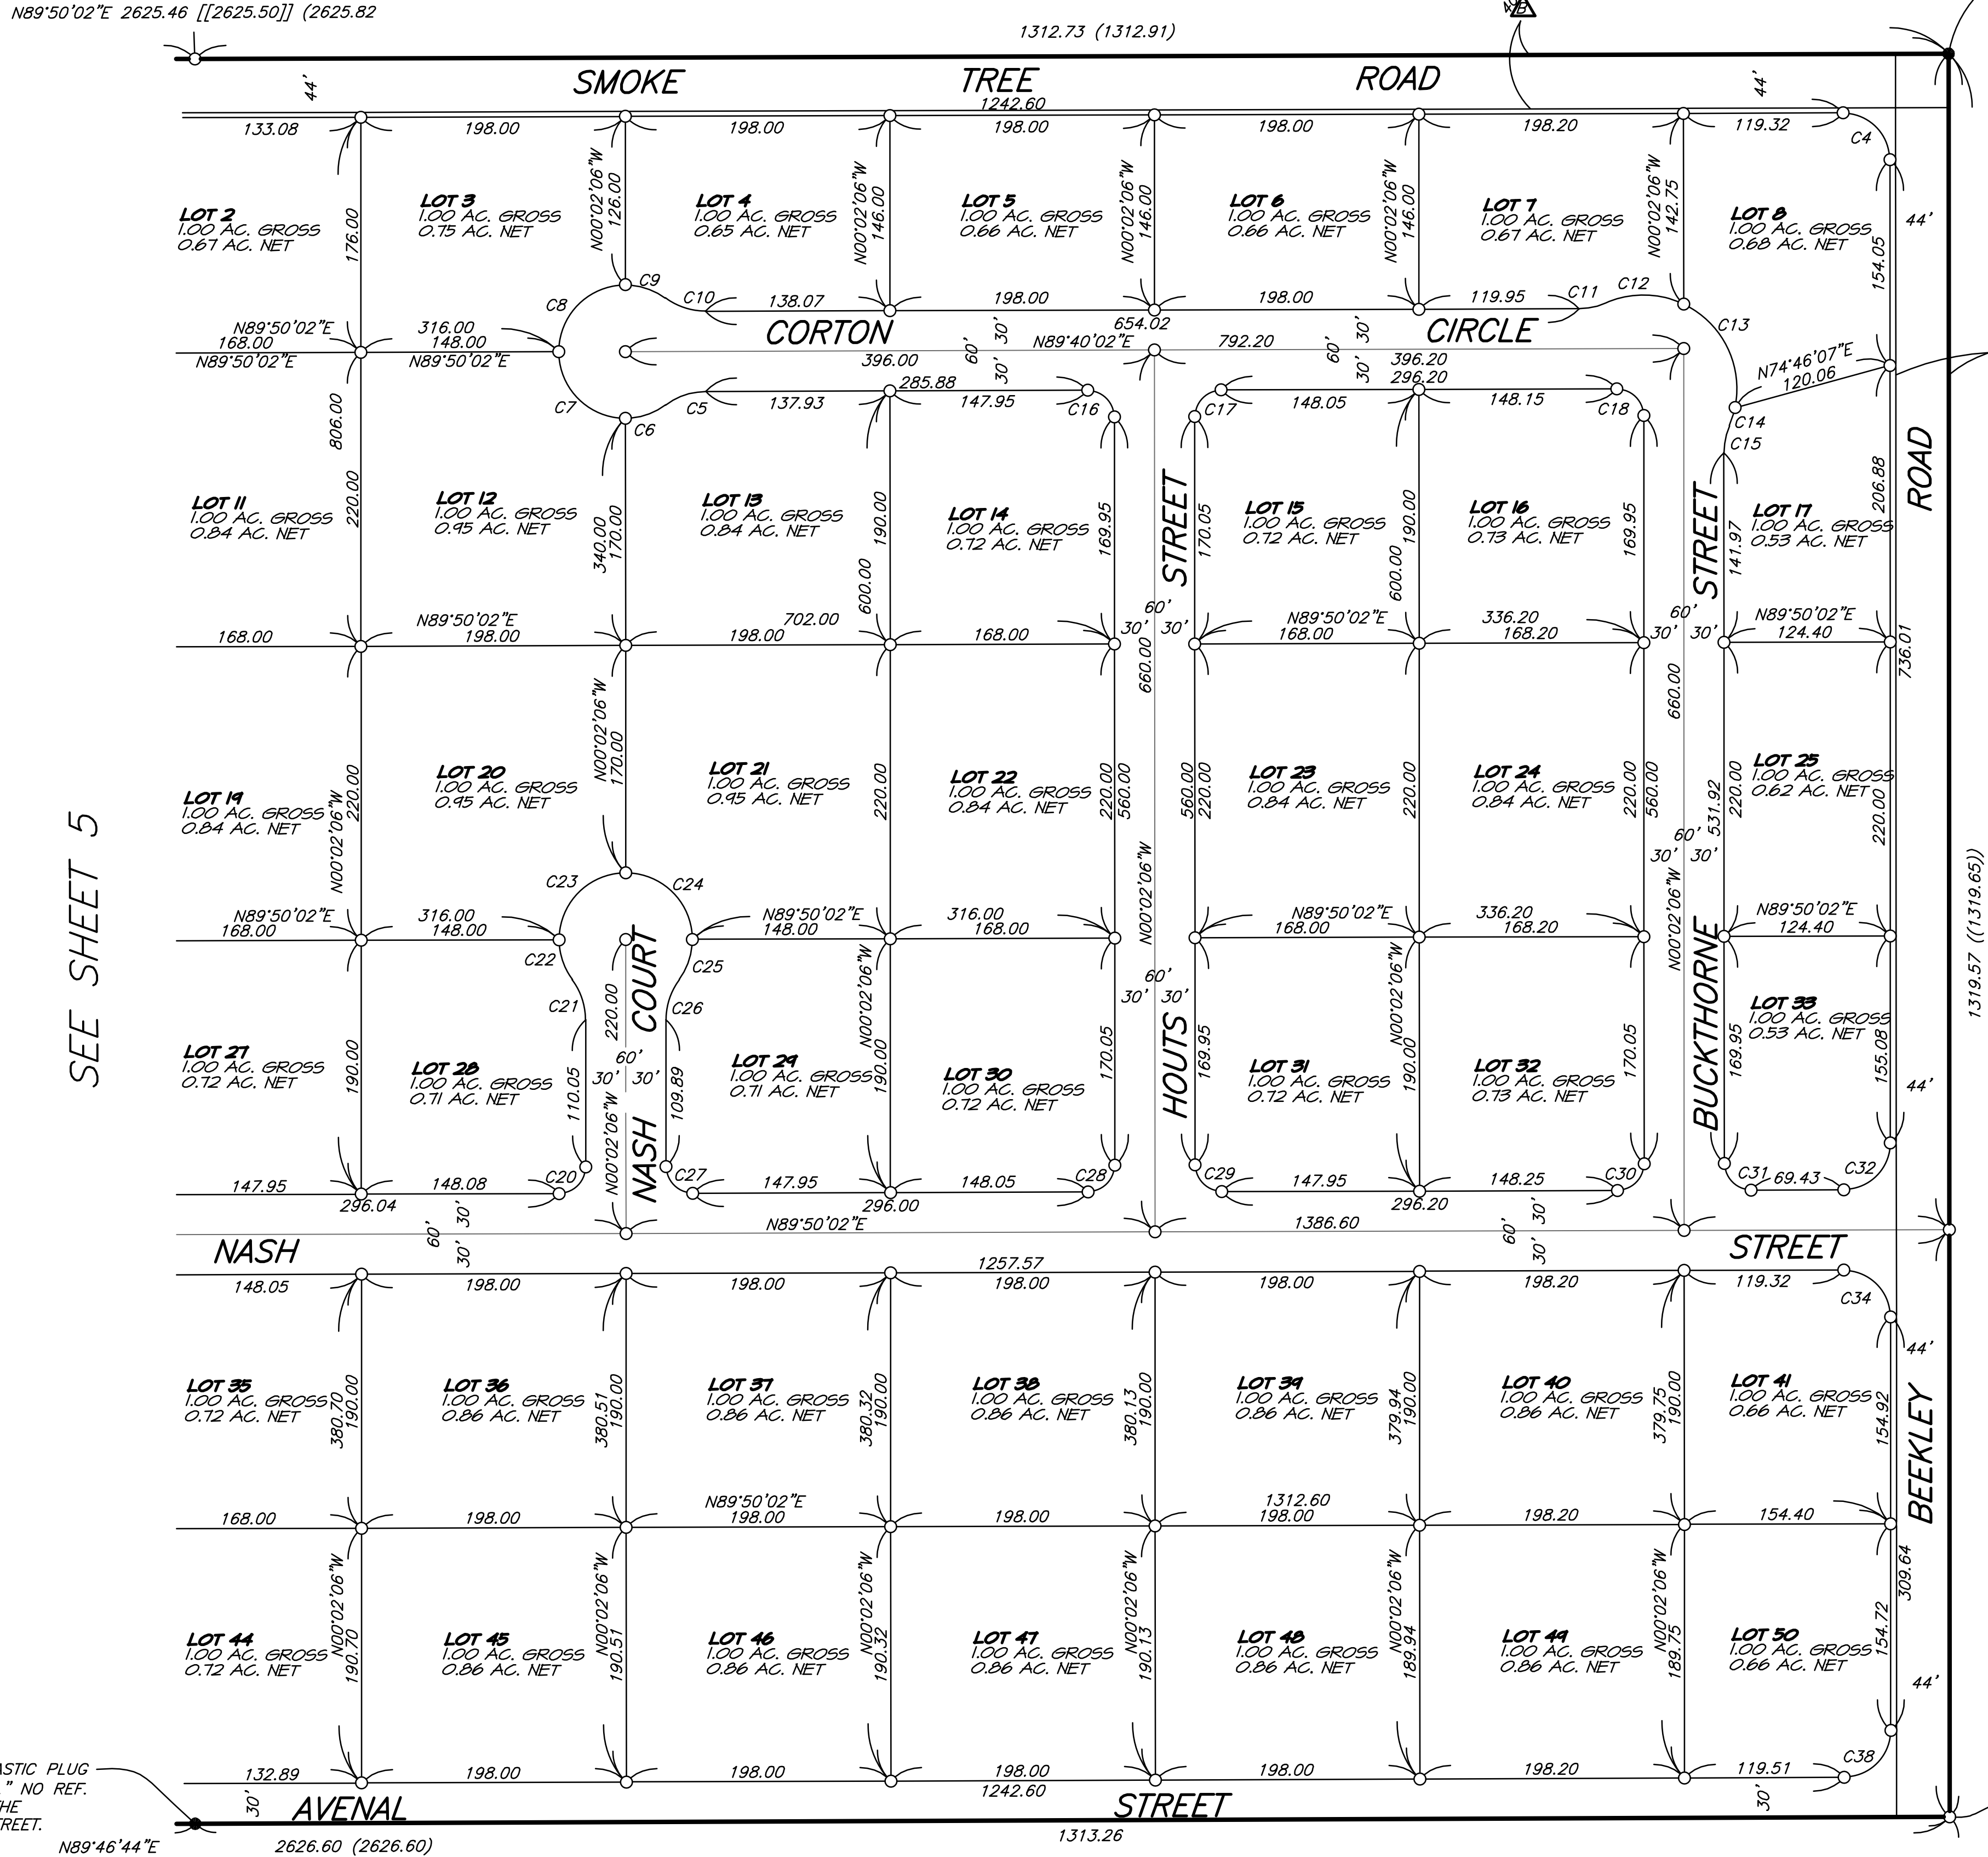 N89°50'02"E 2625.46 [[2625.50]] (2625.82
1312.73 (1312.91)
B
44'
SMOKE TREE ROAD
44'
1242.60
133.08 198.00 198.00 198.00 198.00 198.20 119.32
C4
LOT 2
1.00 AC. GROSS
0.67 AC. NET
176.00
LOT 3
1.00 AC. GROSS
0.75 AC. NET
N00°02'06"W
126.00
LOT 4
1.00 AC. GROSS
0.65 AC. NET
N00°02'06"W
146.00
LOT 5
1.00 AC. GROSS
0.66 AC. NET
N00°02'06"W
146.00
LOT 6
1.00 AC. GROSS
0.66 AC. NET
N00°02'06"W
146.00
LOT 7
1.00 AC. GROSS
0.67 AC. NET
N00°02'06"W
142.75
LOT 8
1.00 AC. GROSS
0.68 AC. NET
154.05
44'
C8 C9 C10 138.07 198.00 198.00 119.95 C11 C12 C13
N89°50'02"E 316.00
168.00 148.00
N89°50'02"E N89°50'02"E
CORTON CIRCLE
654.02
60' 30' 30'
N89°40'02"E 792.20
60' 30' 30'
396.00 396.20
285.88 296.20
N74°46'07"E
120.06
C7 C6 C5 137.93 147.95 C16 C17 148.05 148.15 C18 C14
C15
806.00
220.00
LOT 11
1.00 AC. GROSS
0.84 AC. NET
LOT 12
1.00 AC. GROSS
0.95 AC. NET
340.00
170.00
LOT 13
1.00 AC. GROSS
0.84 AC. NET
190.00
600.00
LOT 14
1.00 AC. GROSS
0.72 AC. NET
169.95
STREET
170.05
LOT 15
1.00 AC. GROSS
0.72 AC. NET
190.00
600.00
LOT 16
1.00 AC. GROSS
0.73 AC. NET
169.95
STREET
141.97
LOT 17
1.00 AC. GROSS
0.53 AC. NET
206.88
ROAD
N89°50'02"E 702.00
168.00 198.00 198.00 168.00
60'
30' 30'
N89°50'02"E 336.20
168.00 168.20
60'
30' 30'
N89°50'02"E
124.40
736.01
660.00
660.00
SEE SHEET 5
LOT 19
1.00 AC. GROSS
0.84 AC. NET
N00°02'06"W
220.00
LOT 20
1.00 AC. GROSS
0.95 AC. NET
N00°02'06"W
170.00
LOT 21
1.00 AC. GROSS
0.95 AC. NET
220.00
LOT 22
1.00 AC. GROSS
0.84 AC. NET
220.00
560.00
N00°02'06"W
560.00
220.00
LOT 23
1.00 AC. GROSS
0.84 AC. NET
220.00
LOT 24
1.00 AC. GROSS
0.84 AC. NET
220.00
560.00
60'
30' 30'
N00°02'06"W
531.92
220.00
LOT 25
1.00 AC. GROSS
0.62 AC. NET
220.00
1319.57 ((1319.65))
C23 C24
N89°50'02"E 316.00
168.00 148.00
N89°50'02"E 316.00
148.00 168.00
N89°50'02"E 336.20
168.00 168.20
N89°50'02"E
124.40
C22 C25
C21 C26
220.00
NASH COURT
60'
30' 30'
N00°02'06"W
LOT 27
1.00 AC. GROSS
0.72 AC. NET
190.00
LOT 28
1.00 AC. GROSS
0.71 AC. NET
110.05
109.89
LOT 29
1.00 AC. GROSS
0.71 AC. NET
N00°02'06"W
190.00
LOT 30
1.00 AC. GROSS
0.72 AC. NET
170.05
60'
30' 30'
HOUTS
169.95
LOT 31
1.00 AC. GROSS
0.72 AC. NET
N00°02'06"W
190.00
LOT 32
1.00 AC. GROSS
0.73 AC. NET
170.05
BUCKTHORNE
169.95
LOT 33
1.00 AC. GROSS
0.53 AC. NET
155.08
44'
147.95 148.08 C20 C27 147.95 148.05 C28 C29 147.95 148.25 C30 C31 69.43 C32
296.04 296.00 296.20
60' 30' 30'
N89°50'02"E
1386.60
60' 30' 30'
NASH STREET
1257.57
148.05 198.00 198.00 198.00 198.00 198.20 119.32
C34
44'
LOT 35
1.00 AC. GROSS
0.72 AC. NET
380.70
190.00
LOT 36
1.00 AC. GROSS
0.86 AC. NET
380.51
190.00
LOT 37
1.00 AC. GROSS
0.86 AC. NET
380.32
190.00
LOT 38
1.00 AC. GROSS
0.86 AC. NET
380.13
190.00
LOT 39
1.00 AC. GROSS
0.86 AC. NET
379.94
190.00
LOT 40
1.00 AC. GROSS
0.86 AC. NET
379.75
190.00
LOT 41
1.00 AC. GROSS
0.66 AC. NET
154.92
BEEKLEY
N89°50'02"E 1312.60
168.00 198.00 198.00 198.00 198.00 198.20 154.40
309.64
LOT 44
1.00 AC. GROSS
0.72 AC. NET
N00°02'06"W
190.70
LOT 45
1.00 AC. GROSS
0.86 AC. NET
N00°02'06"W
190.51
LOT 46
1.00 AC. GROSS
0.86 AC. NET
N00°02'06"W
190.32
LOT 47
1.00 AC. GROSS
0.86 AC. NET
N00°02'06"W
190.13
LOT 48
1.00 AC. GROSS
0.86 AC. NET
N00°02'06"W
189.94
LOT 49
1.00 AC. GROSS
0.86 AC. NET
N00°02'06"W
189.75
LOT 50
1.00 AC. GROSS
0.66 AC. NET
154.72
44'
132.89 198.00 198.00 198.00 198.00 198.20 119.51
C38
1242.60
30'
AVENAL STREET
30'
ASTIC PLUG
" NO REF.
THE
TREET.
N89°46'44"E 2626.60 (2626.60)
1313.26